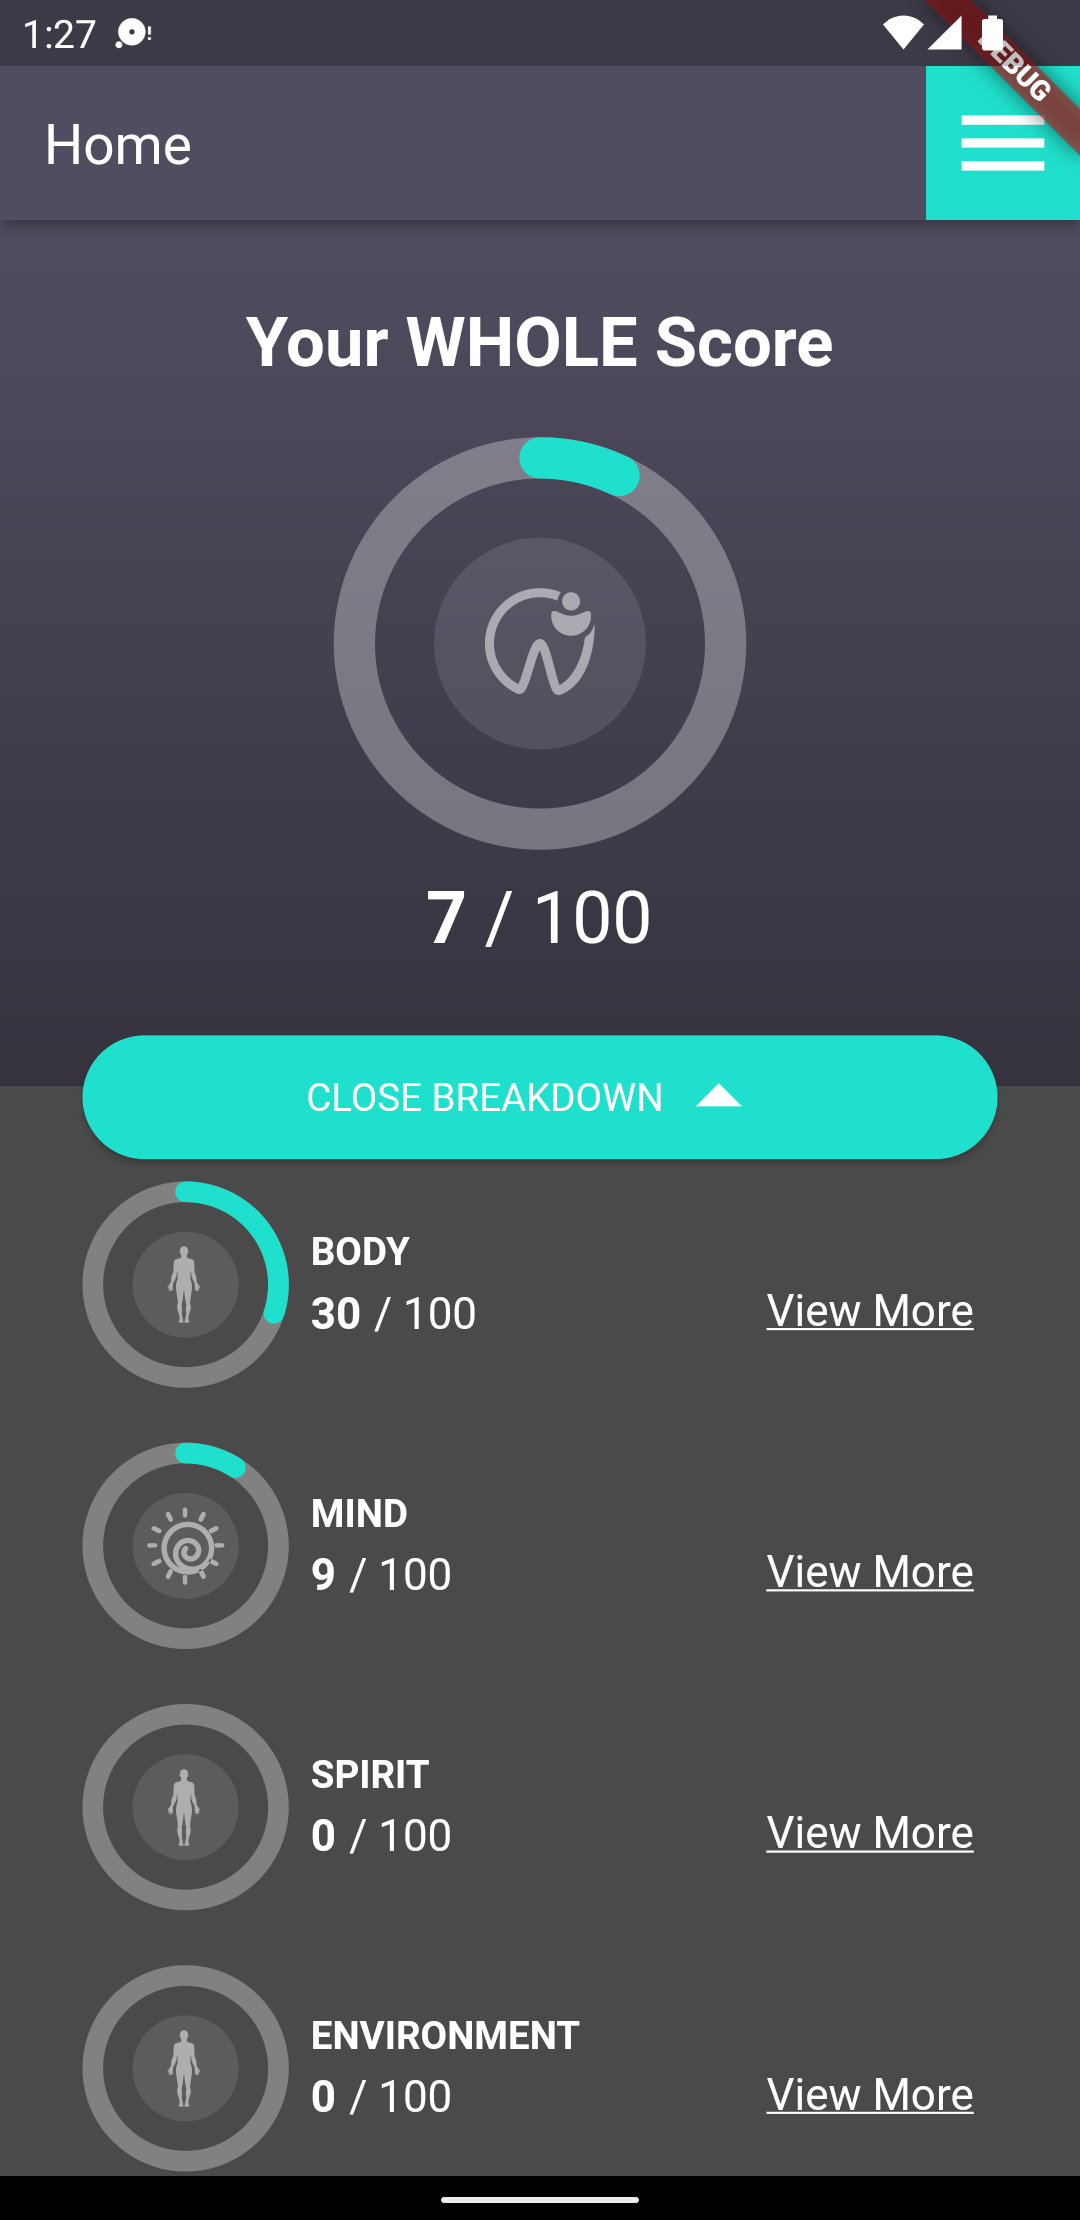 1:27
DEBUG
Home
Your WHOLE Score
7 / 100
CLOSE BREAKDOWN
BODY
30 / 100
View More
MIND
9 / 100
View More
SPIRIT
0 / 100
View More
ENVIRONMENT
0 / 100
View More